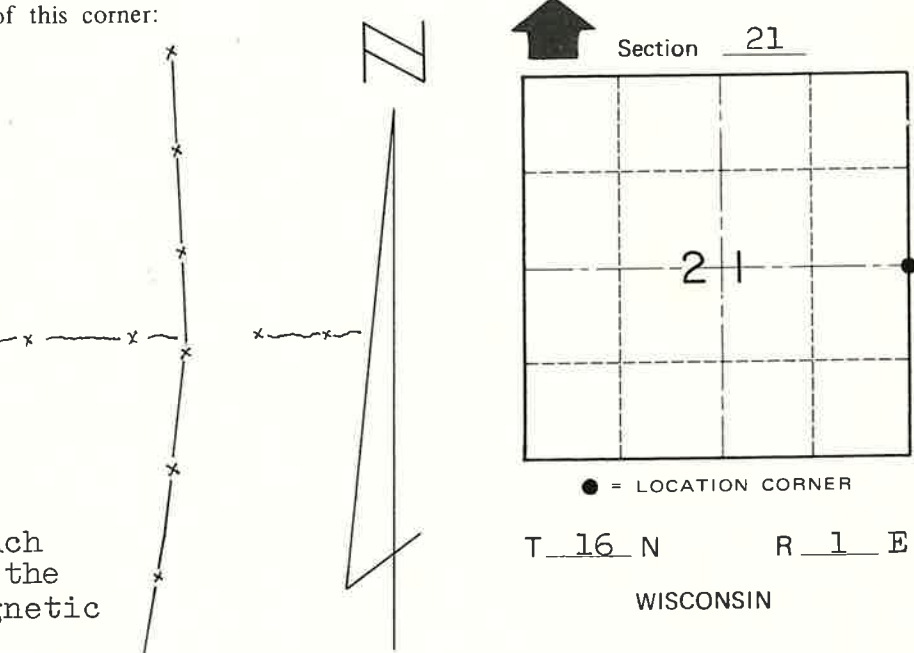 of this corner:
N
Section 21
21
● = LOCATION CORNER
ch
the
gnetic
T 16 N R 1 E
WISCONSIN